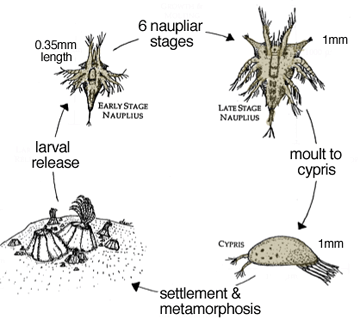 6 naupliar
stages
0.35mm
length
1mm
EARLY STAGE
NAUPLIUS
LATE STAGE
NAUPLIUS
larval
release
moult to
cypris
CYPRIS
1mm
settlement &
metamorphosis